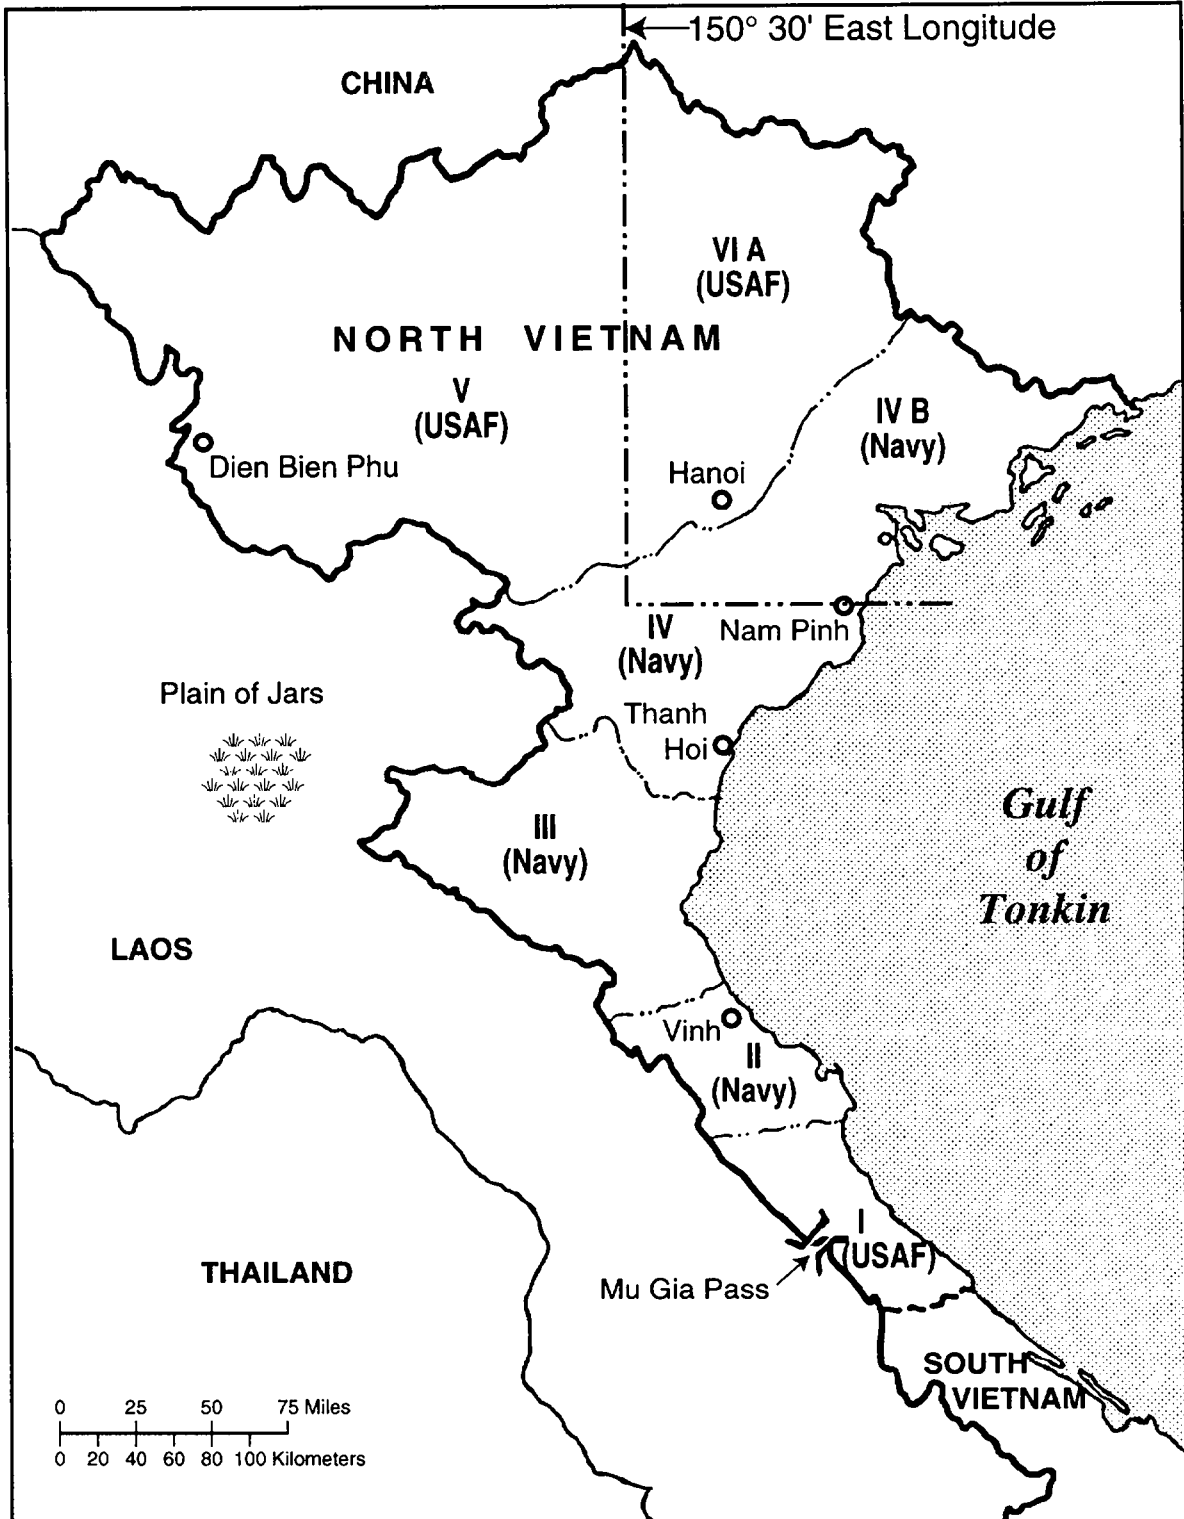 150° 30' East Longitude
CHINA
VI A
(USAF)
NORTH VIETNAM
V
(USAF)
IV B
(Navy)
Dien Bien Phu
Hanoi
IV
(Navy)
Nam Pinh
Plain of Jars
Thanh
Hoi
III
(Navy)
Gulf
of
Tonkin
LAOS
Vinh
II
(Navy)
I
(USAF)
THAILAND
Mu Gia Pass
SOUTH
VIETNAM
0 25 50 75 Miles
0 20 40 60 80 100 Kilometers